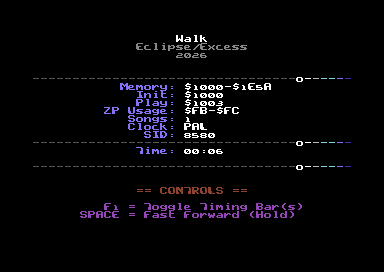 Walk
Eclipse/Excess
2026
Memory: $1000-$1E5A
Init: $1000
Play: $1003
ZP Usage: $FB-$FC
Songs: 1
Clock: PAL
SID: 8580
Time: 00:06
== CONTROLS ==
F1 = Toggle Timing Bar(s)
SPACE = Fast Forward (Hold)